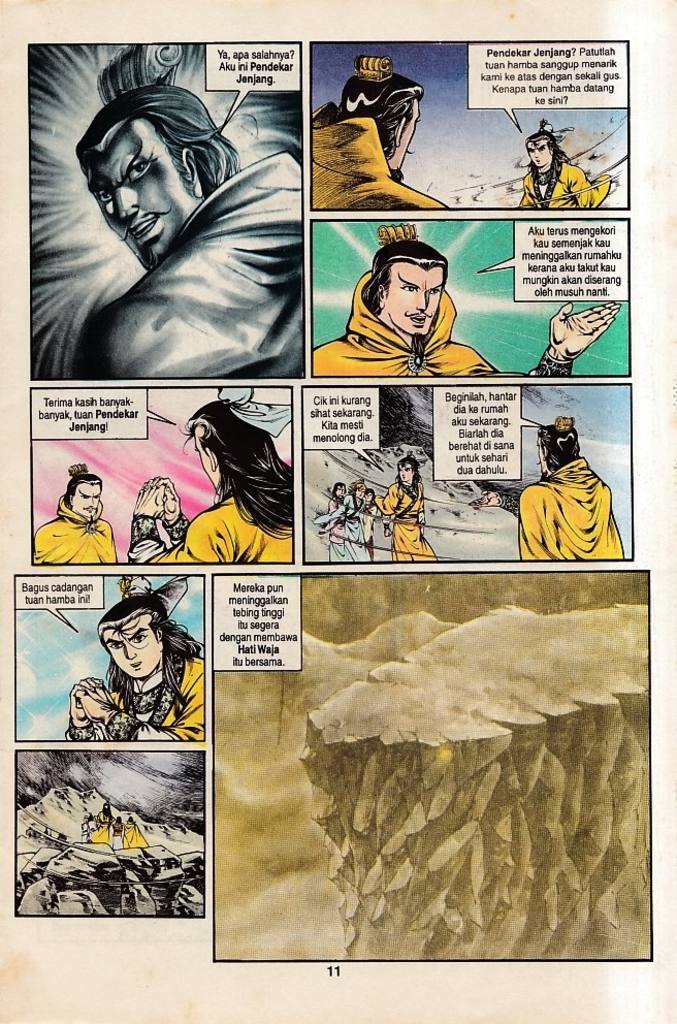 Ya, apa salahnya?
Aku ini Pendekar
Jenjang.
Pendekar Jenjang? Patutlah
tuan hamba sanggup menarik
kami ke atas dengan sekali gus.
Kenapa tuan hamba datang
ke sini?
Aku terus mengekori
kau semenjak kau
meninggalkan rumahku
kerana aku takut kau
mungkin akan diserang
oleh musuh nanti.
Terima kasih banyak-
banyak, tuan Pendekar
Jenjang!
Cik ini kurang
sihat sekarang.
Kita mesti
menolong dia.
Beginilah, hantar
dia ke rumah
aku sekarang.
Biarlah dia
berehat di sana
untuk sehari
dua dahulu.
Bagus cadangan
tuan hamba ini!
Mereka pun
meninggalkan
tebing tinggi
itu segera
dengan membawa
Hati Waja
itu bersama.
11